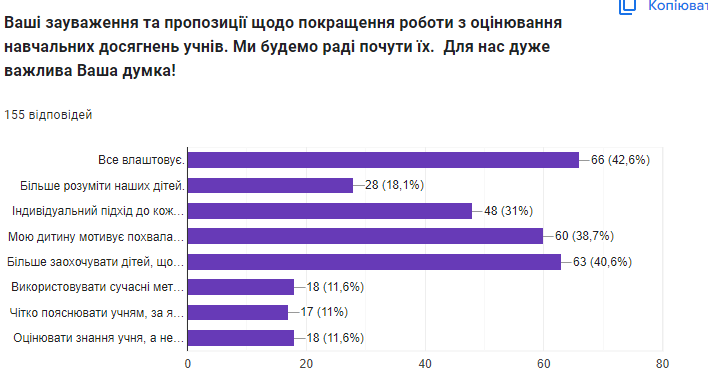 Копіюват
Ваші зауваження та пропозиції щодо покращення роботи з оцінювання
навчальних досягнень учнів. Ми будемо раді почути їх. Для нас дуже
важлива Ваша думка!
155 відповідей
Все влаштовує.
66 (42,6%)
Більше розуміти наших дітей.
28 (18,1%)
Індивідуальний підхід до кож…
48 (31%)
Мою дитину мотивує похвала…
60 (38,7%)
Більше заохочувати дітей, що…
63 (40,6%)
Використовувати сучасні мет…
18 (11,6%)
Чітко пояснювати учням, за я…
17 (11%)
Оцінювати знання учня, а не…
18 (11,6%)
0 20 40 60 80